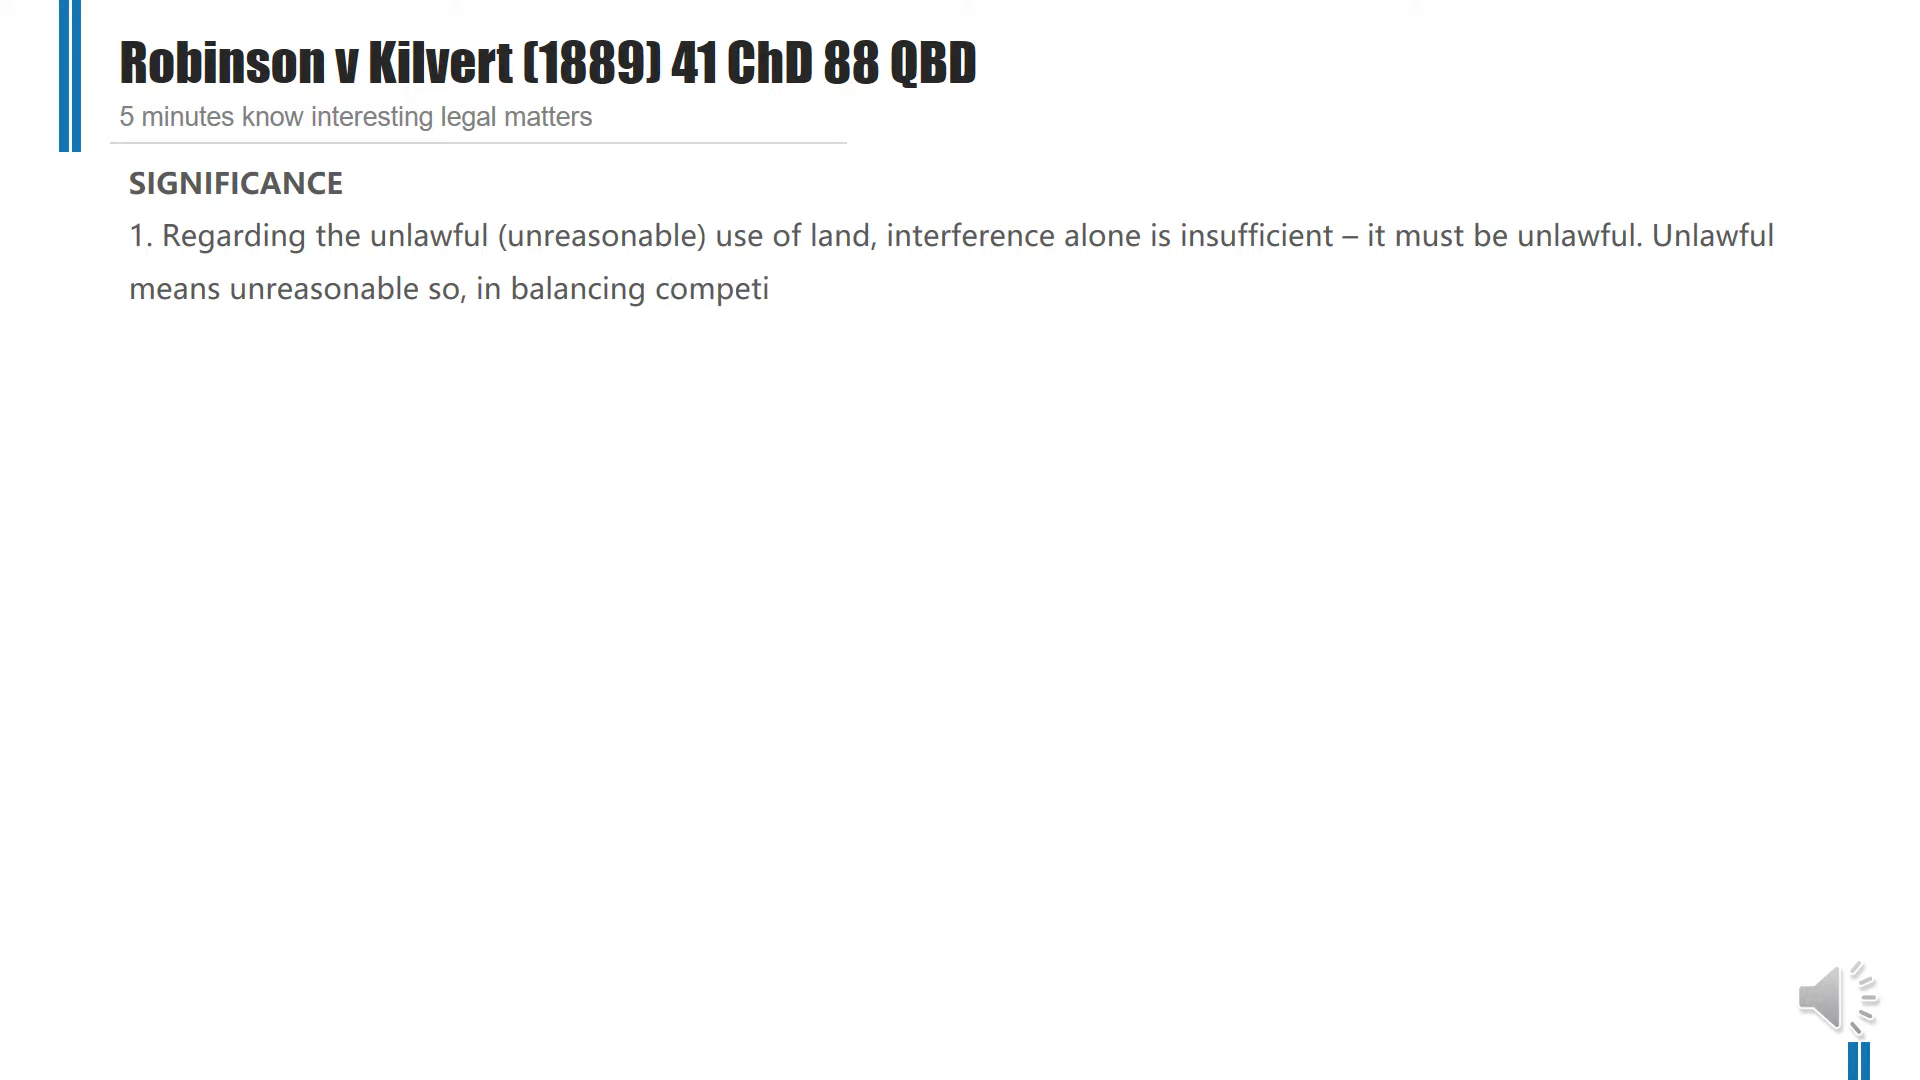 Robinson v Kilvert (1889) 41 ChD 88 QBD
5 minutes know interesting legal matters
SIGNIFICANCE
1. Regarding the unlawful (unreasonable) use of land, interference alone is insufficient – it must be unlawful. Unlawful
means unreasonable so, in balancing competi